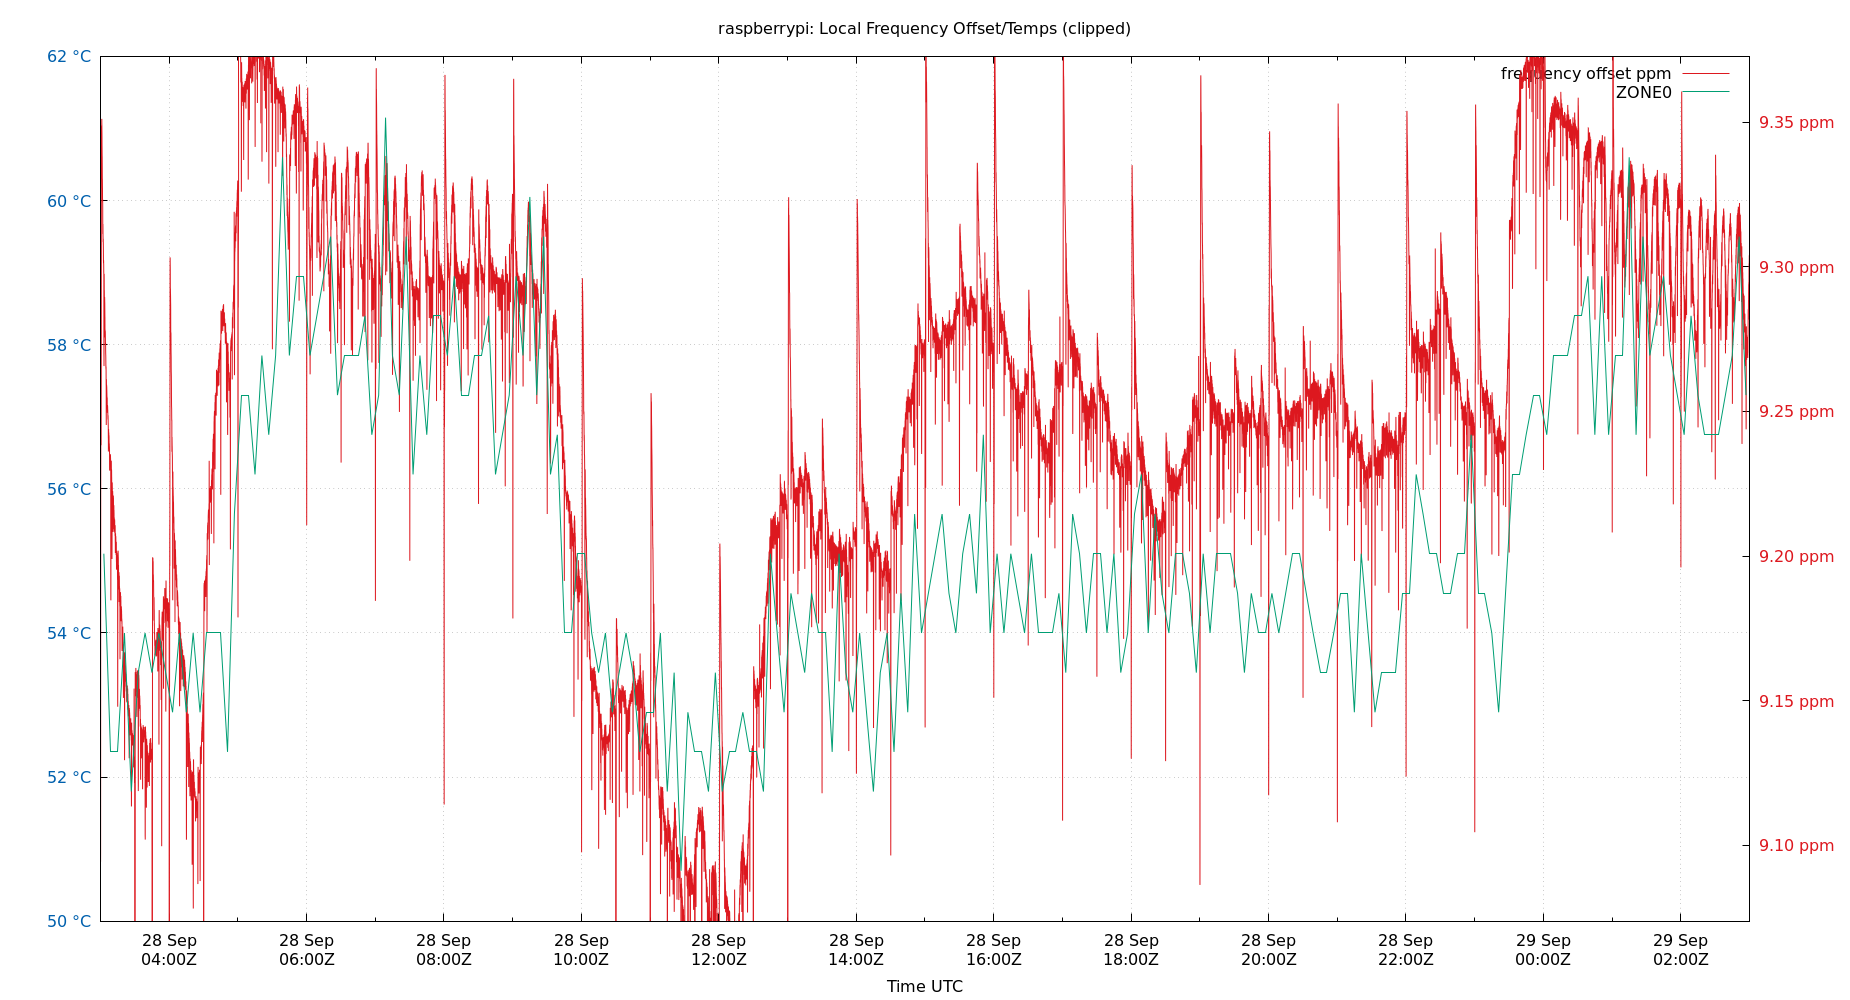 raspberrypi: Local Frequency Offset/Temps (clipped)
frequency offset ppm
ZONE0
62 °C
60 °C
58 °C
56 °C
54 °C
52 °C
50 °C
9.35 ppm
9.30 ppm
9.25 ppm
9.20 ppm
9.15 ppm
9.10 ppm
28 Sep 28 Sep 28 Sep 28 Sep 28 Sep 28 Sep 28 Sep 28 Sep 28 Sep 28 Sep 29 Sep 29 Sep
04:00Z 06:00Z 08:00Z 10:00Z 12:00Z 14:00Z 16:00Z 18:00Z 20:00Z 22:00Z 00:00Z 02:00Z
Time UTC